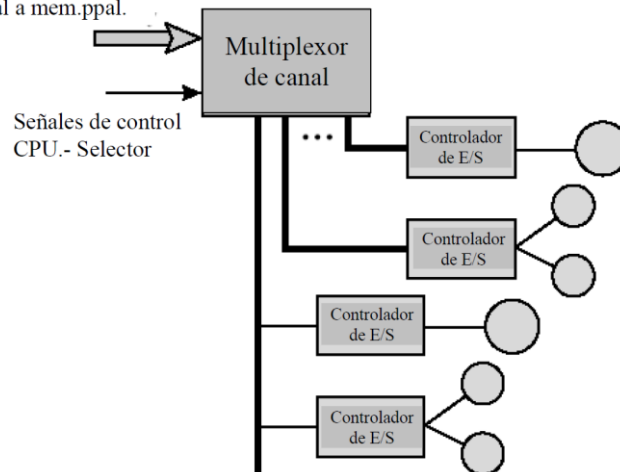 al a mem.ppal.
Multiplexor
de canal
Señales de control
CPU.- Selector
...
Controlador
de E/S
Controlador
de E/S
Controlador
de E/S
Controlador
de E/S